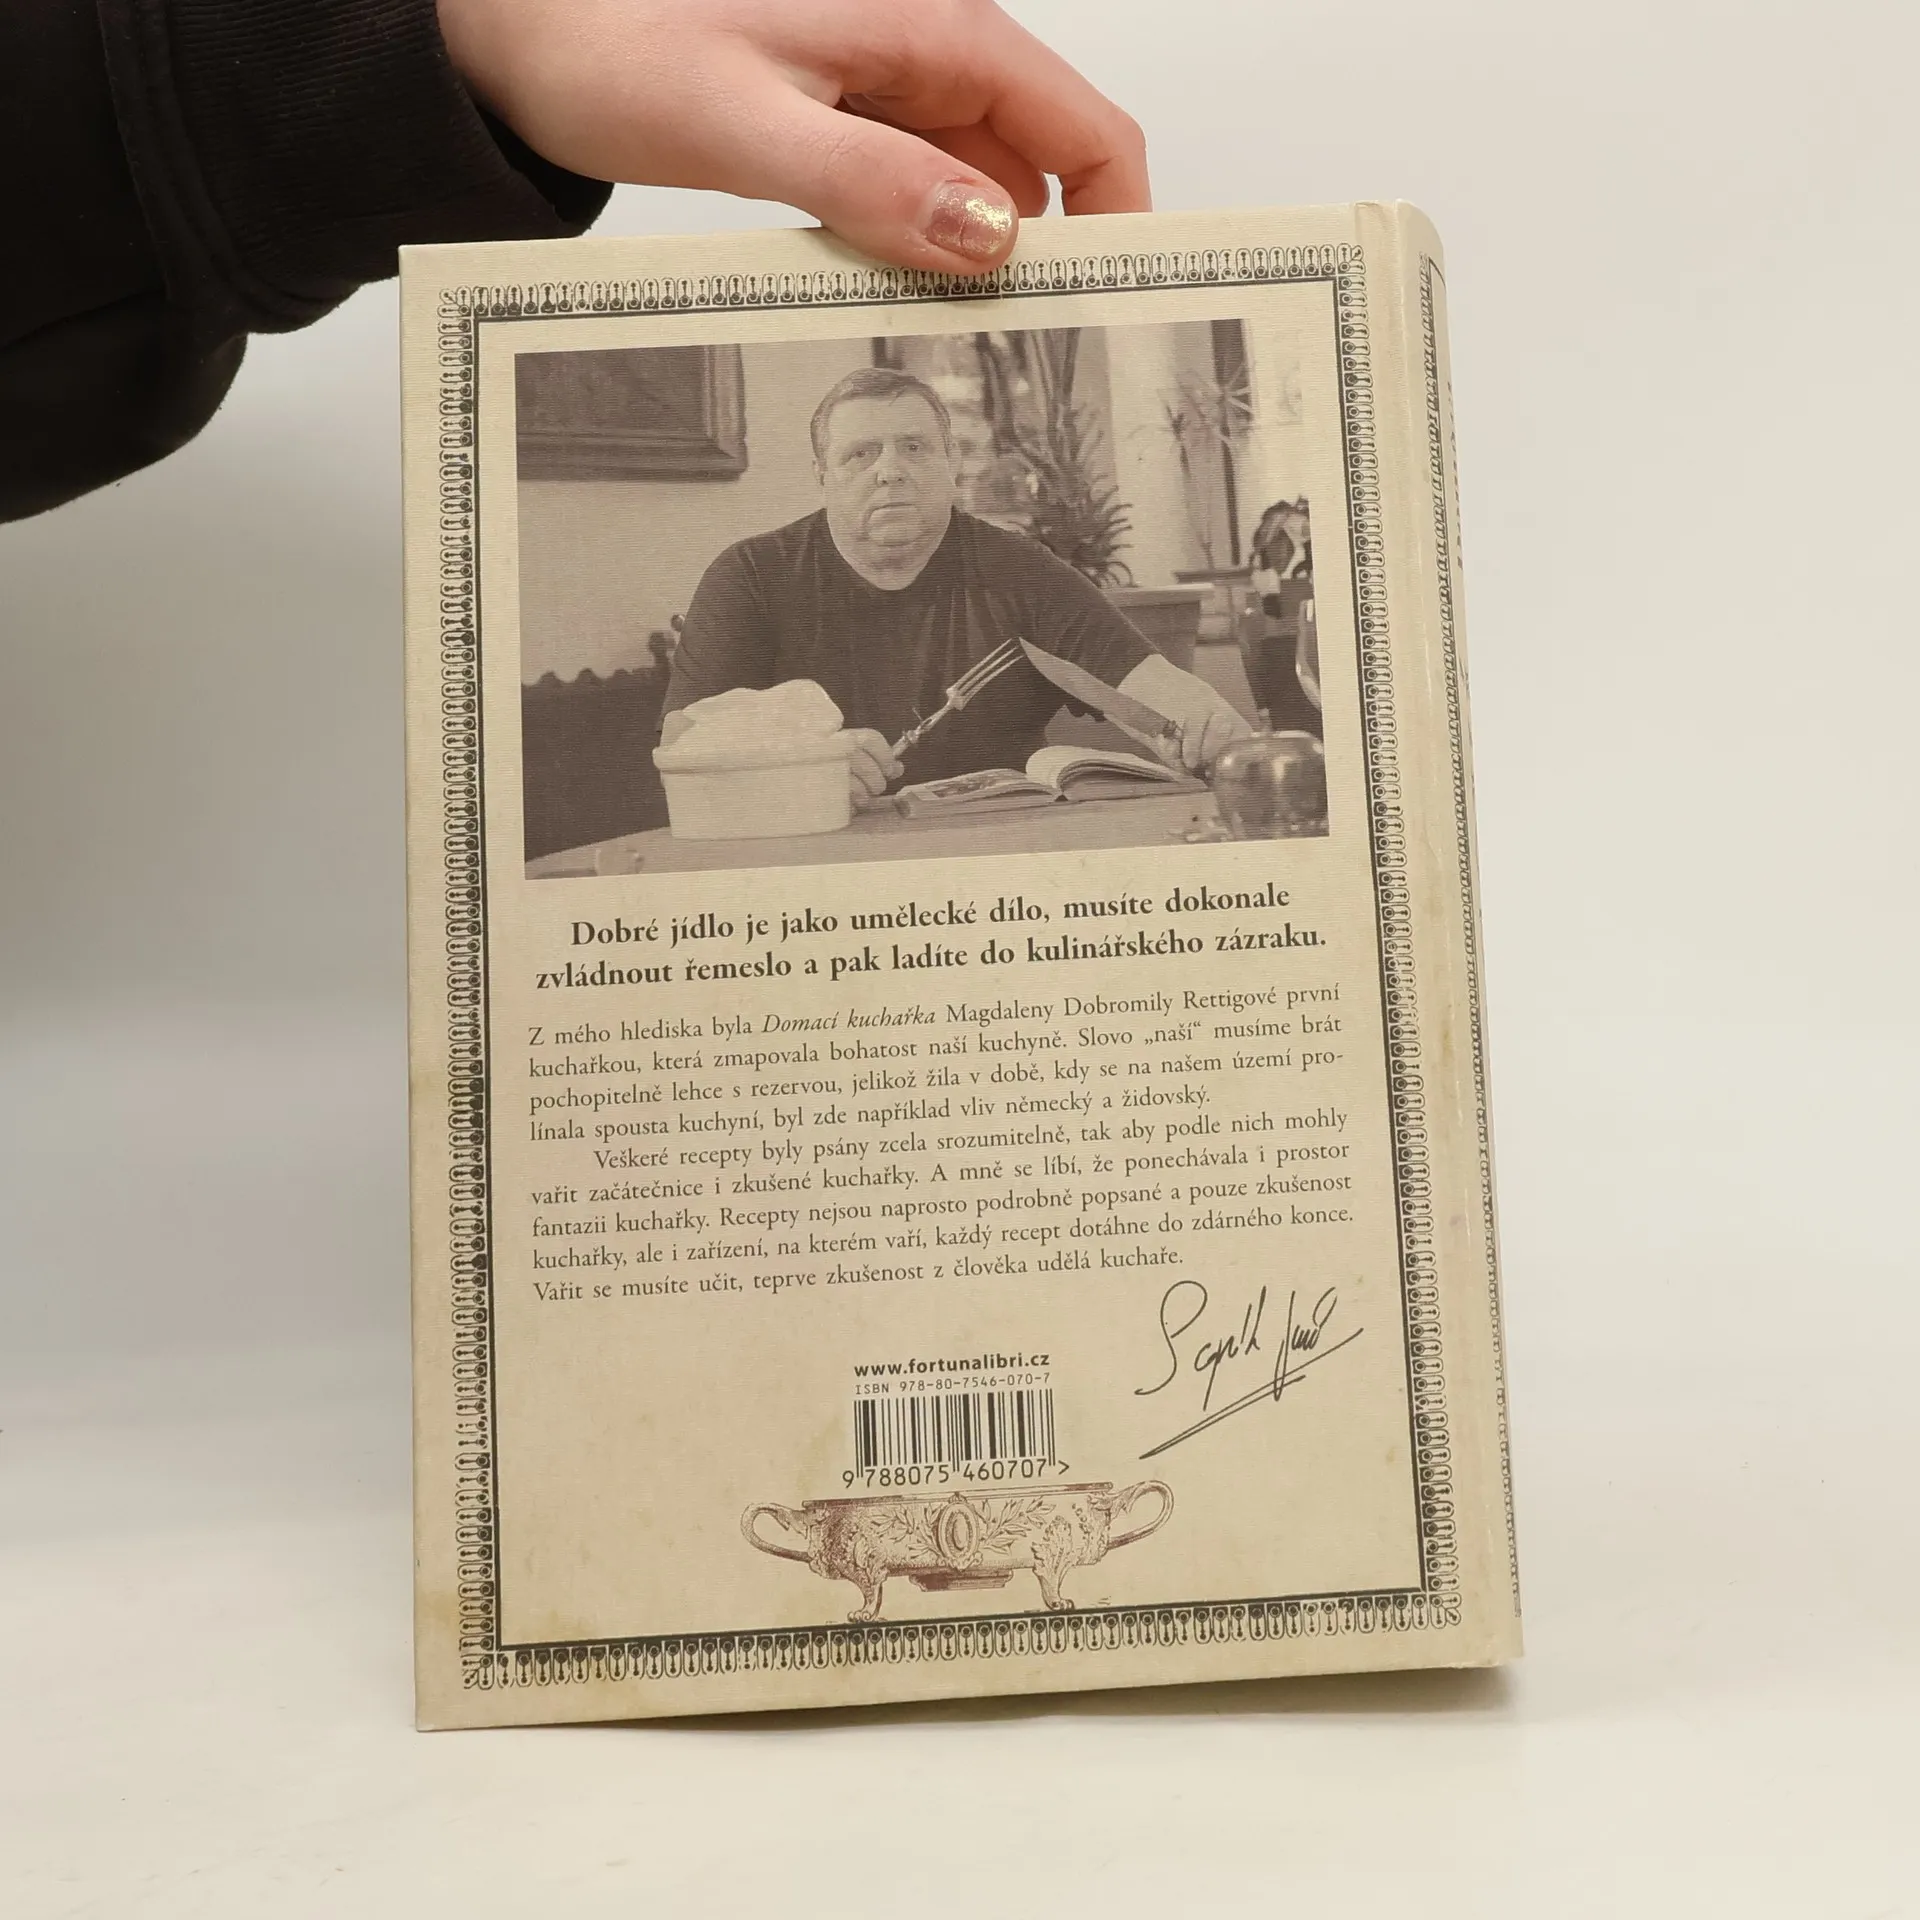 Dobré jídlo je jako umělecké dílo, musíte dokonale
zvládnout řemeslo a pak ladíte do kulinářského zázraku.
Z mého hlediska byla Domací kuchařka Magdaleny Dobromily Rettigové první
kuchařkou, která zmapovala bohatost naší kuchyně. Slovo „naší“ musíme brát
pochopitelně lehce s rezervou, jelikož žila v době, kdy se na našem území pro-
línala spousta kuchyní, byl zde například vliv německý a židovský.
Veškeré recepty byly psány zcela srozumitelně, tak aby podle nich mohly
vařit začátečnice i zkušené kuchařky. A mně se líbí, že ponechávala i prostor
fantazii kuchařky. Recepty nejsou naprosto podrobně popsané a pouze zkušenost
kuchařky, ale i zařízení, na kterém vaří, každý recept dotáhne do zdárného konce.
Vařit se musíte učit, teprve zkušenost z člověka udělá kuchaře.
www.fortunalibri.cz
ISBN 978-80-7546-070-7
9 788075 460707 >